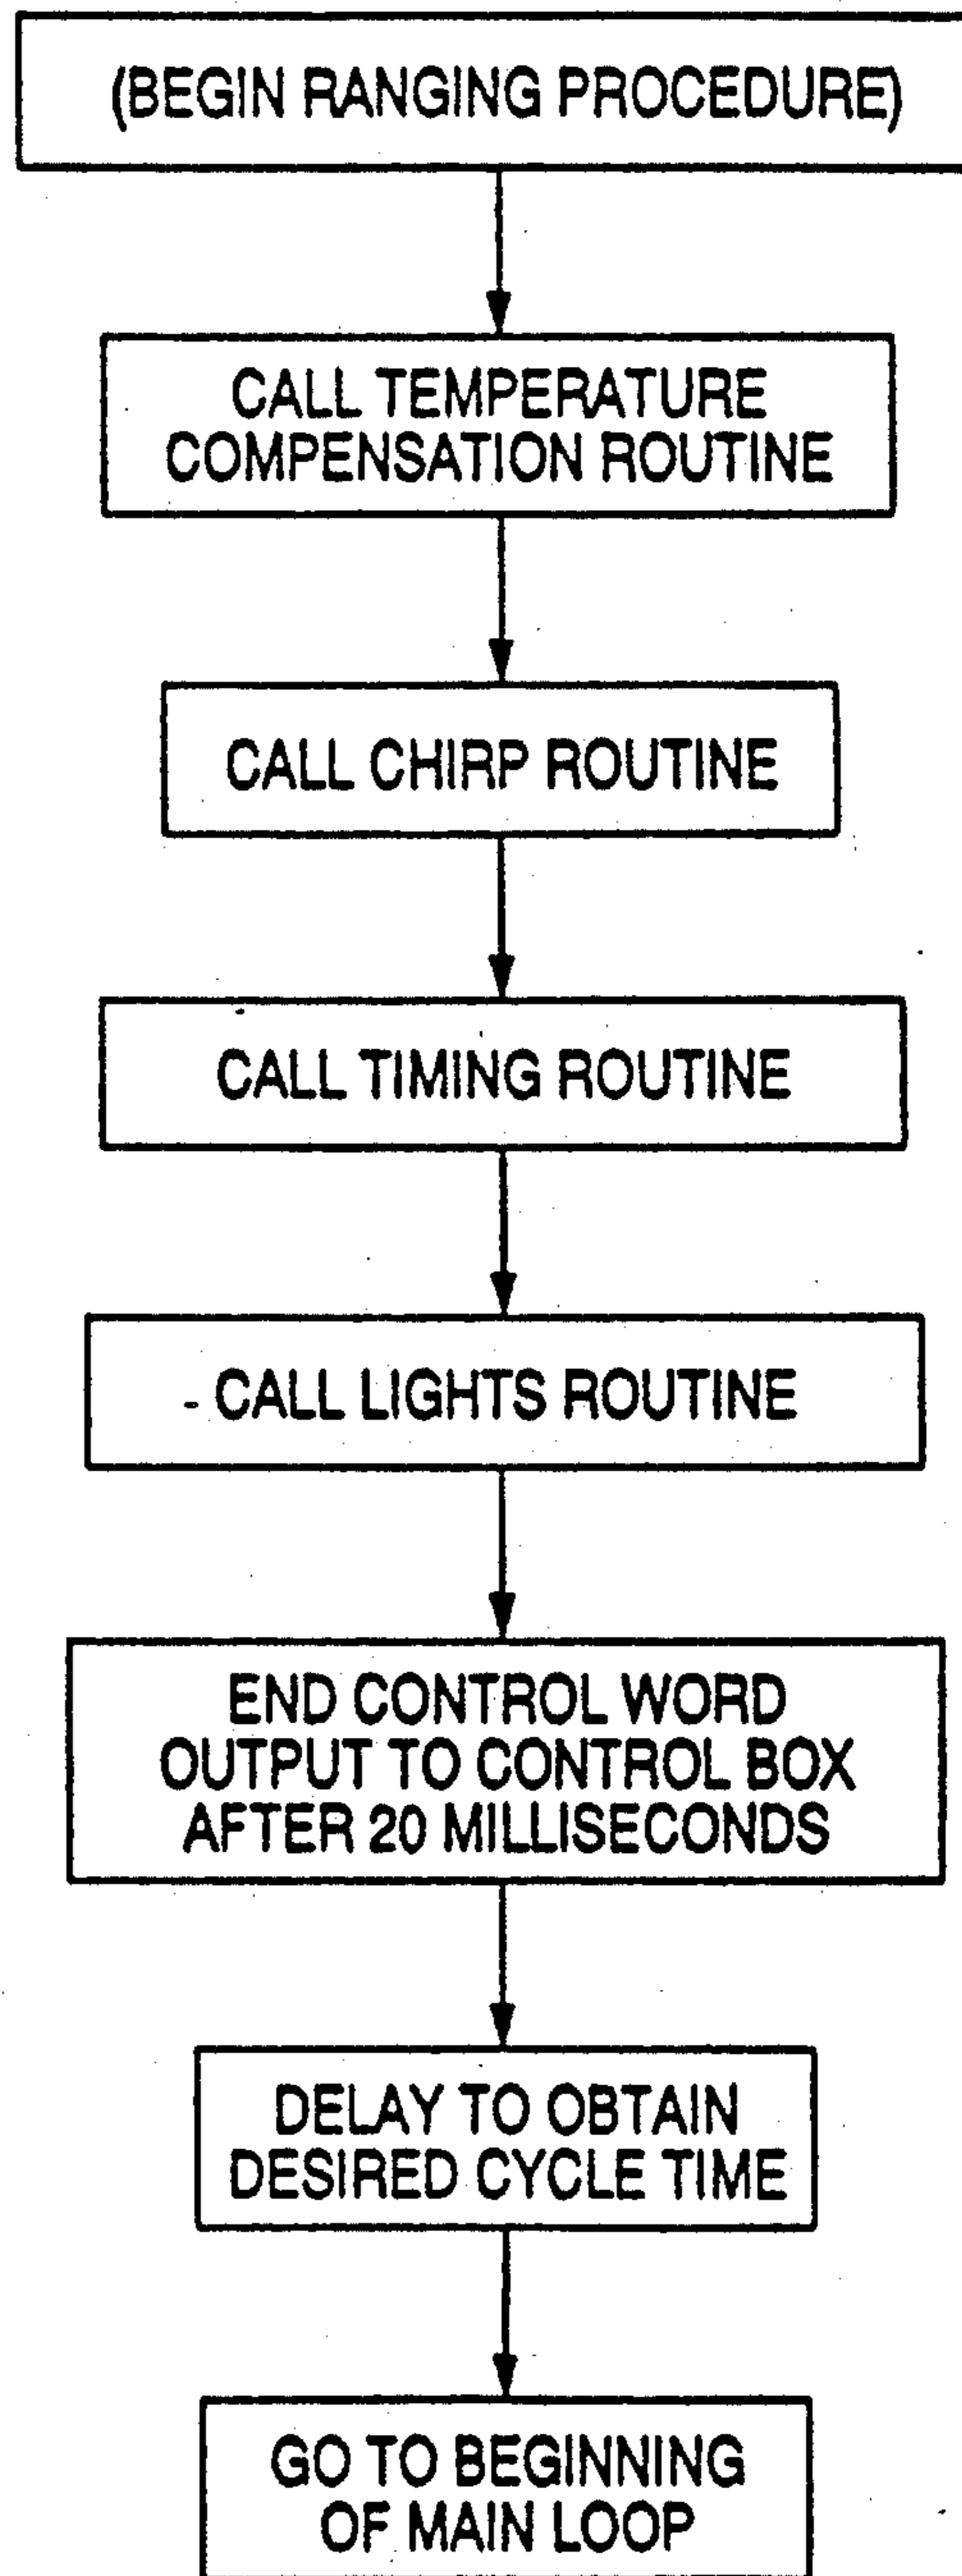 (BEGIN RANGING PROCEDURE)
CALL TEMPERATURE
COMPENSATION ROUTINE
CALL CHIRP ROUTINE
CALL TIMING ROUTINE
CALL LIGHTS ROUTINE
END CONTROL WORD
OUTPUT TO CONTROL BOX
AFTER 20 MILLISECONDS
DELAY TO OBTAIN
DESIRED CYCLE TIME
GO TO BEGINNING
OF MAIN LOOP